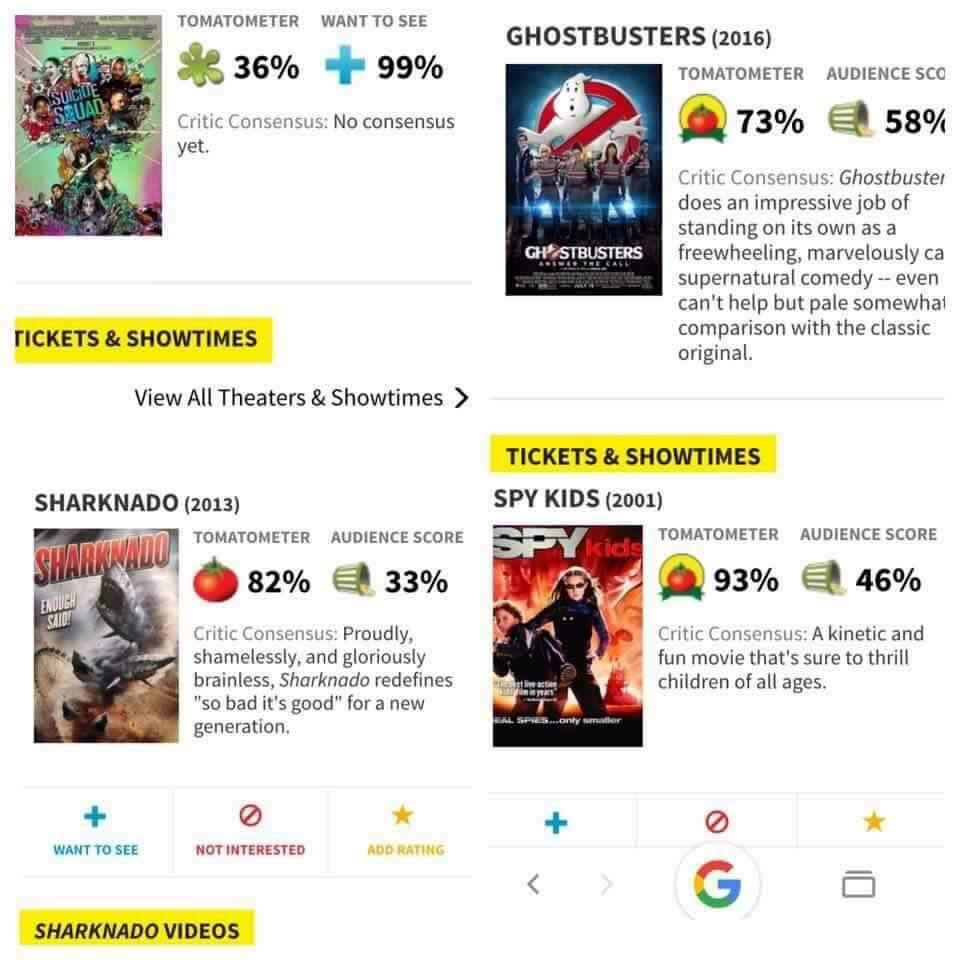 TOMATOMETER
WANT TO SEE
SUICIDE
SQUAD
36%
99%
Critic Consensus: No consensus
yet.
TICKETS & SHOWTIMES
View All Theaters & Showtimes
GHOSTBUSTERS (2016)
TOMATOMETER
AUDIENCE SCO
GHOSTBUSTERS
ANSWER THE CALL
73%
58%
Critic Consensus: Ghostbuster
does an impressive job of
standing on its own as a
freewheeling, marvelously ca
supernatural comedy -- even
can't help but pale somewhat
comparison with the classic
original.
TICKETS & SHOWTIMES
SHARKNADO (2013)
TOMATOMETER
AUDIENCE SCORE
SHARKNADO
ENOUGH
SAID!
82%
33%
Critic Consensus: Proudly,
shamelessly, and gloriously
brainless, Sharknado redefines
"so bad it's good" for a new
generation.
WANT TO SEE
NOT INTERESTED
ADD RATING
SHARKNADO VIDEOS
SPY KIDS (2001)
TOMATOMETER
AUDIENCE SCORE
SPY kids
REAL SPIES...only smaller
93%
46%
Critic Consensus: A kinetic and
fun movie that's sure to thrill
children of all ages.
G